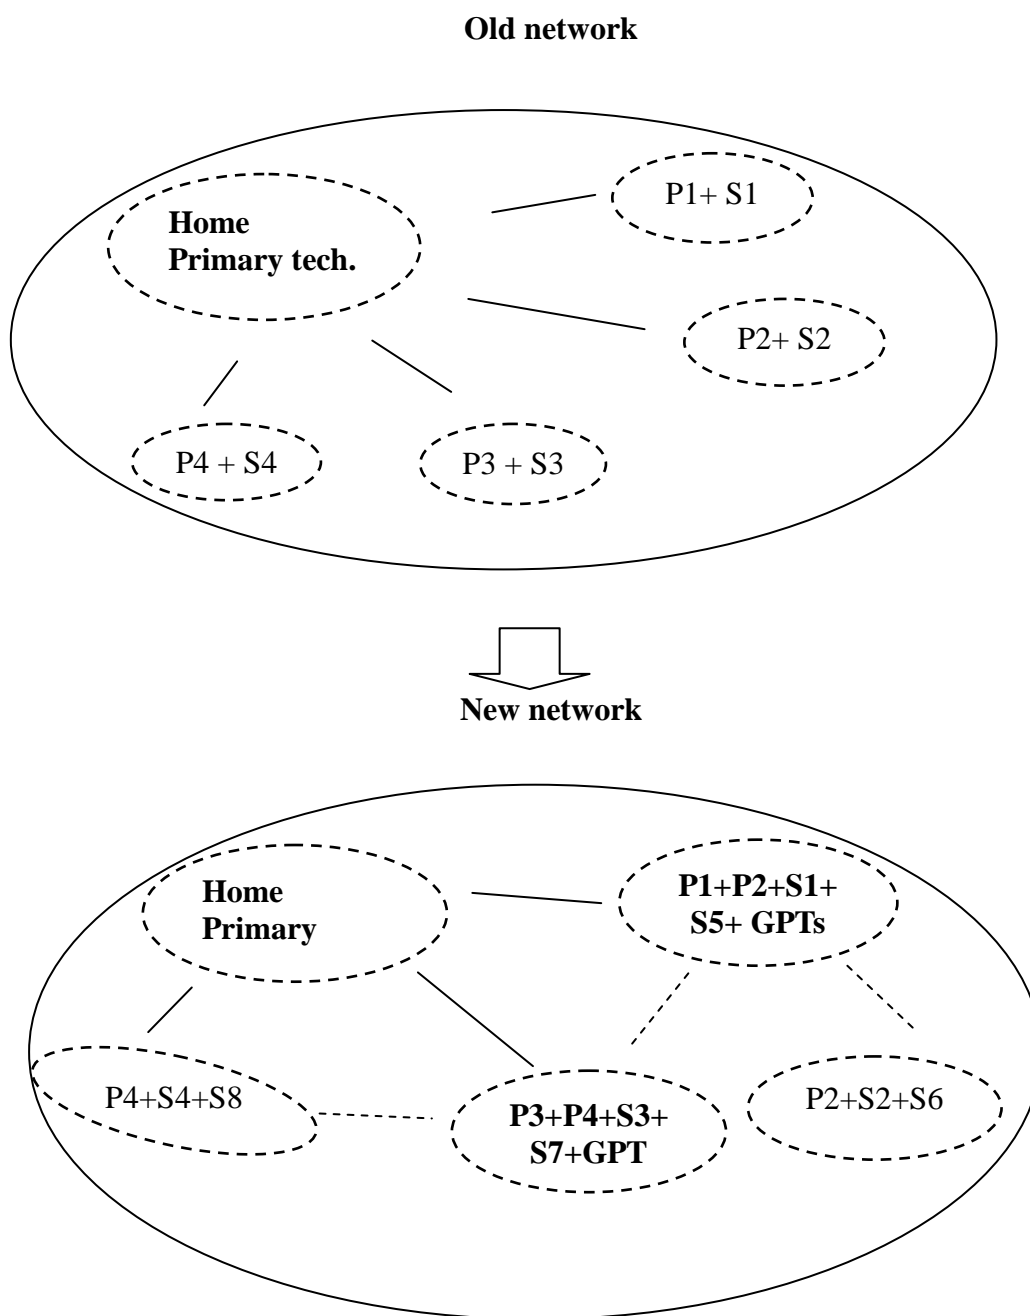 Old network
P1+ S1
Home
Primary tech.
P2+ S2
P4 + S4
P3 + S3
New network
Home
Primary
P1+P2+S1+
S5+ GPTs
P4+S4+S8
P3+P4+S3+
S7+GPT
P2+S2+S6